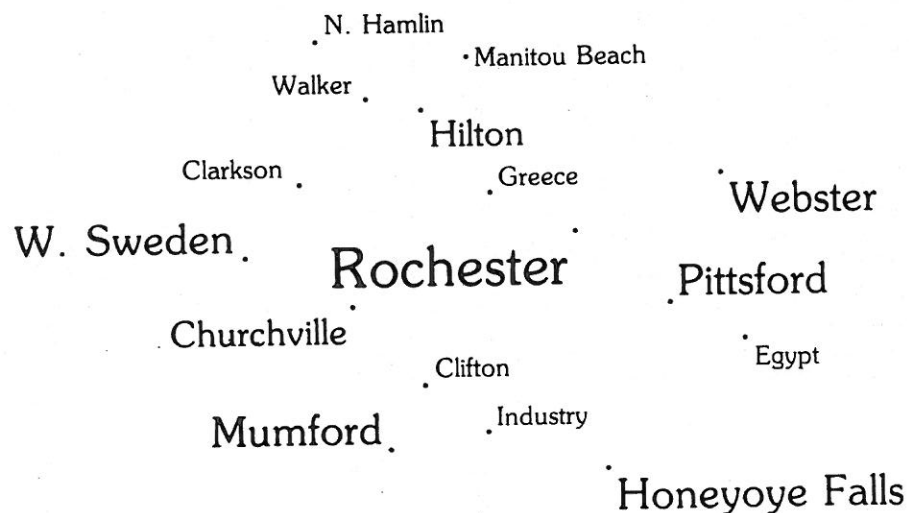 N. Hamlin
Manitou Beach
Walker
Hilton
Clarkson
Greece
Webster
W. Sweden
Rochester
Pittsford
Churchville
Egypt
Clifton
Industry
Mumford
Honeyoye Falls